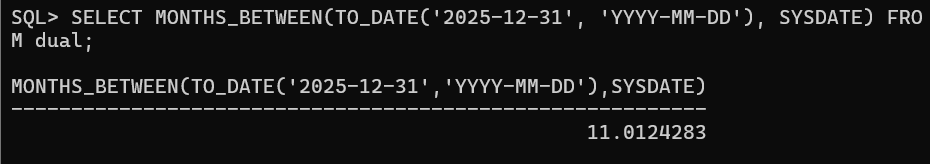 SQL> SELECT MONTHS_BETWEEN(TO_DATE('2025-12-31', 'YYYY-MM-DD'), SYSDATE) FRO
M dual;
MONTHS_BETWEEN(TO_DATE('2025-12-31','YYYY-MM-DD'),SYSDATE)
----------------------------------------------------------
11.0124283